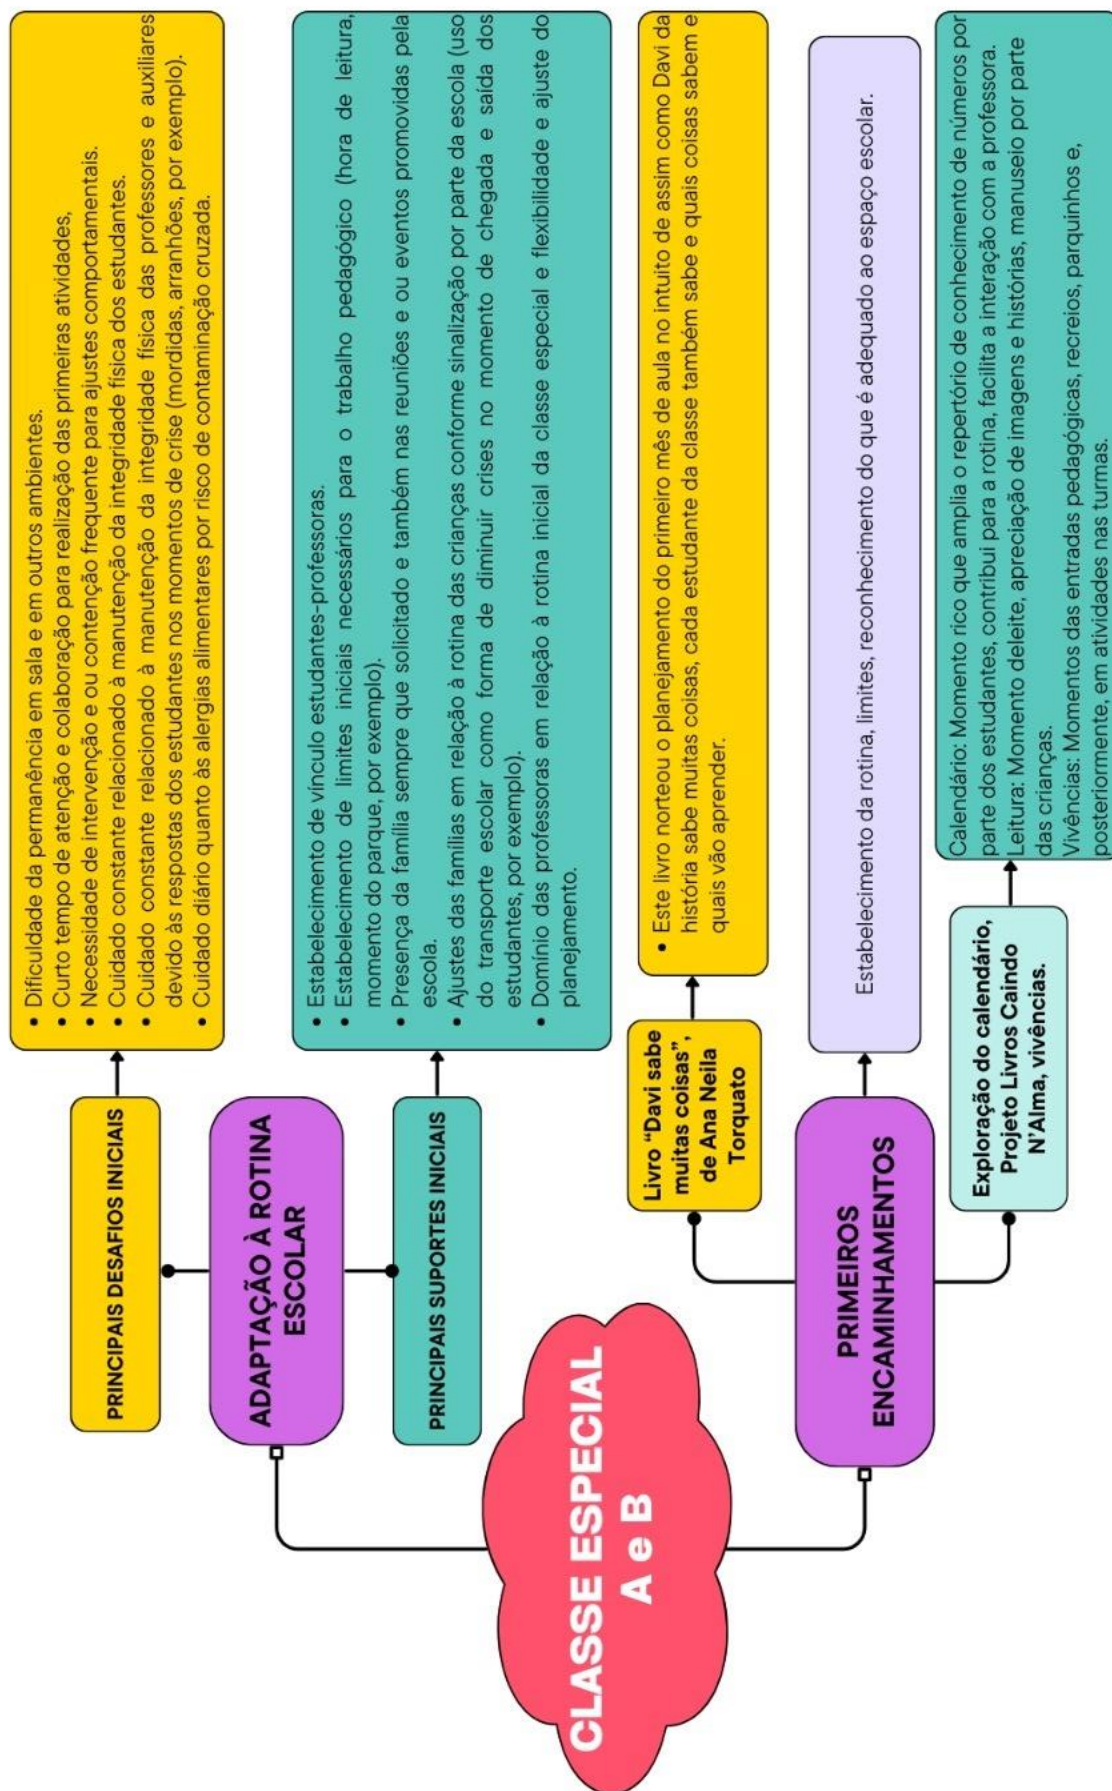 CLASSE ESPECIAL
A e B
ADAPTAÇÃO À ROTINA
ESCOLAR
PRINCIPAIS DESAFIOS INICIAIS
• Dificuldade da permanência em sala e em outros ambientes.
• Curto tempo de atenção e colaboração para realização das primeiras atividades,
• Necessidade de intervenção e ou contenção frequente para ajustes comportamentais.
• Cuidado constante relacionado à manutenção da integridade física dos estudantes.
• Cuidado constante relacionado à manutenção da integridade física das professores e auxiliares
devido às respostas dos estudantes nos momentos de crise (mordidas, arranhões, por exemplo).
• Cuidado diário quanto às alergias alimentares por risco de contaminação cruzada.
PRINCIPAIS SUPORTES INICIAIS
• Estabelecimento de vínculo estudantes-professoras.
• Estabelecimento de limites iniciais necessários para o trabalho pedagógico (hora de leitura,
momento do parque, por exemplo).
• Presença da família sempre que solicitado e também nas reuniões e ou eventos promovidas pela
escola.
• Ajustes das famílias em relação à rotina das crianças conforme sinalização por parte da escola (uso
do transporte escolar como forma de diminuir crises no momento de chegada e saída dos
estudantes, por exemplo).
• Domínio das professoras em relação à rotina inicial da classe especial e flexibilidade e ajuste do
planejamento.
PRIMEIROS
ENCAMINHAMENTOS
Livro “Davi sabe
muitas coisas”,
de Ana Neila
Torquato
• Este livro norteou o planejamento do primeiro mês de aula no intuito de assim como Davi da
história sabe muitas coisas, cada estudante da classe também sabe e quais coisas sabem e
quais vão aprender.
Estabelecimento da rotina, limites, reconhecimento do que é adequado ao espaço escolar.
Exploração do calendário,
Projeto Livros Caindo
N’Alma, vivências.
Calendário: Momento rico que amplia o repertório de conhecimento de números por
parte dos estudantes, contribui para a rotina, facilita a interação com a professora.
Leitura: Momento deleite, apreciação de imagens e histórias, manuseio por parte
das crianças.
Vivências: Momentos das entradas pedagógicas, recreios, parquinhos e,
posteriormente, em atividades nas turmas.